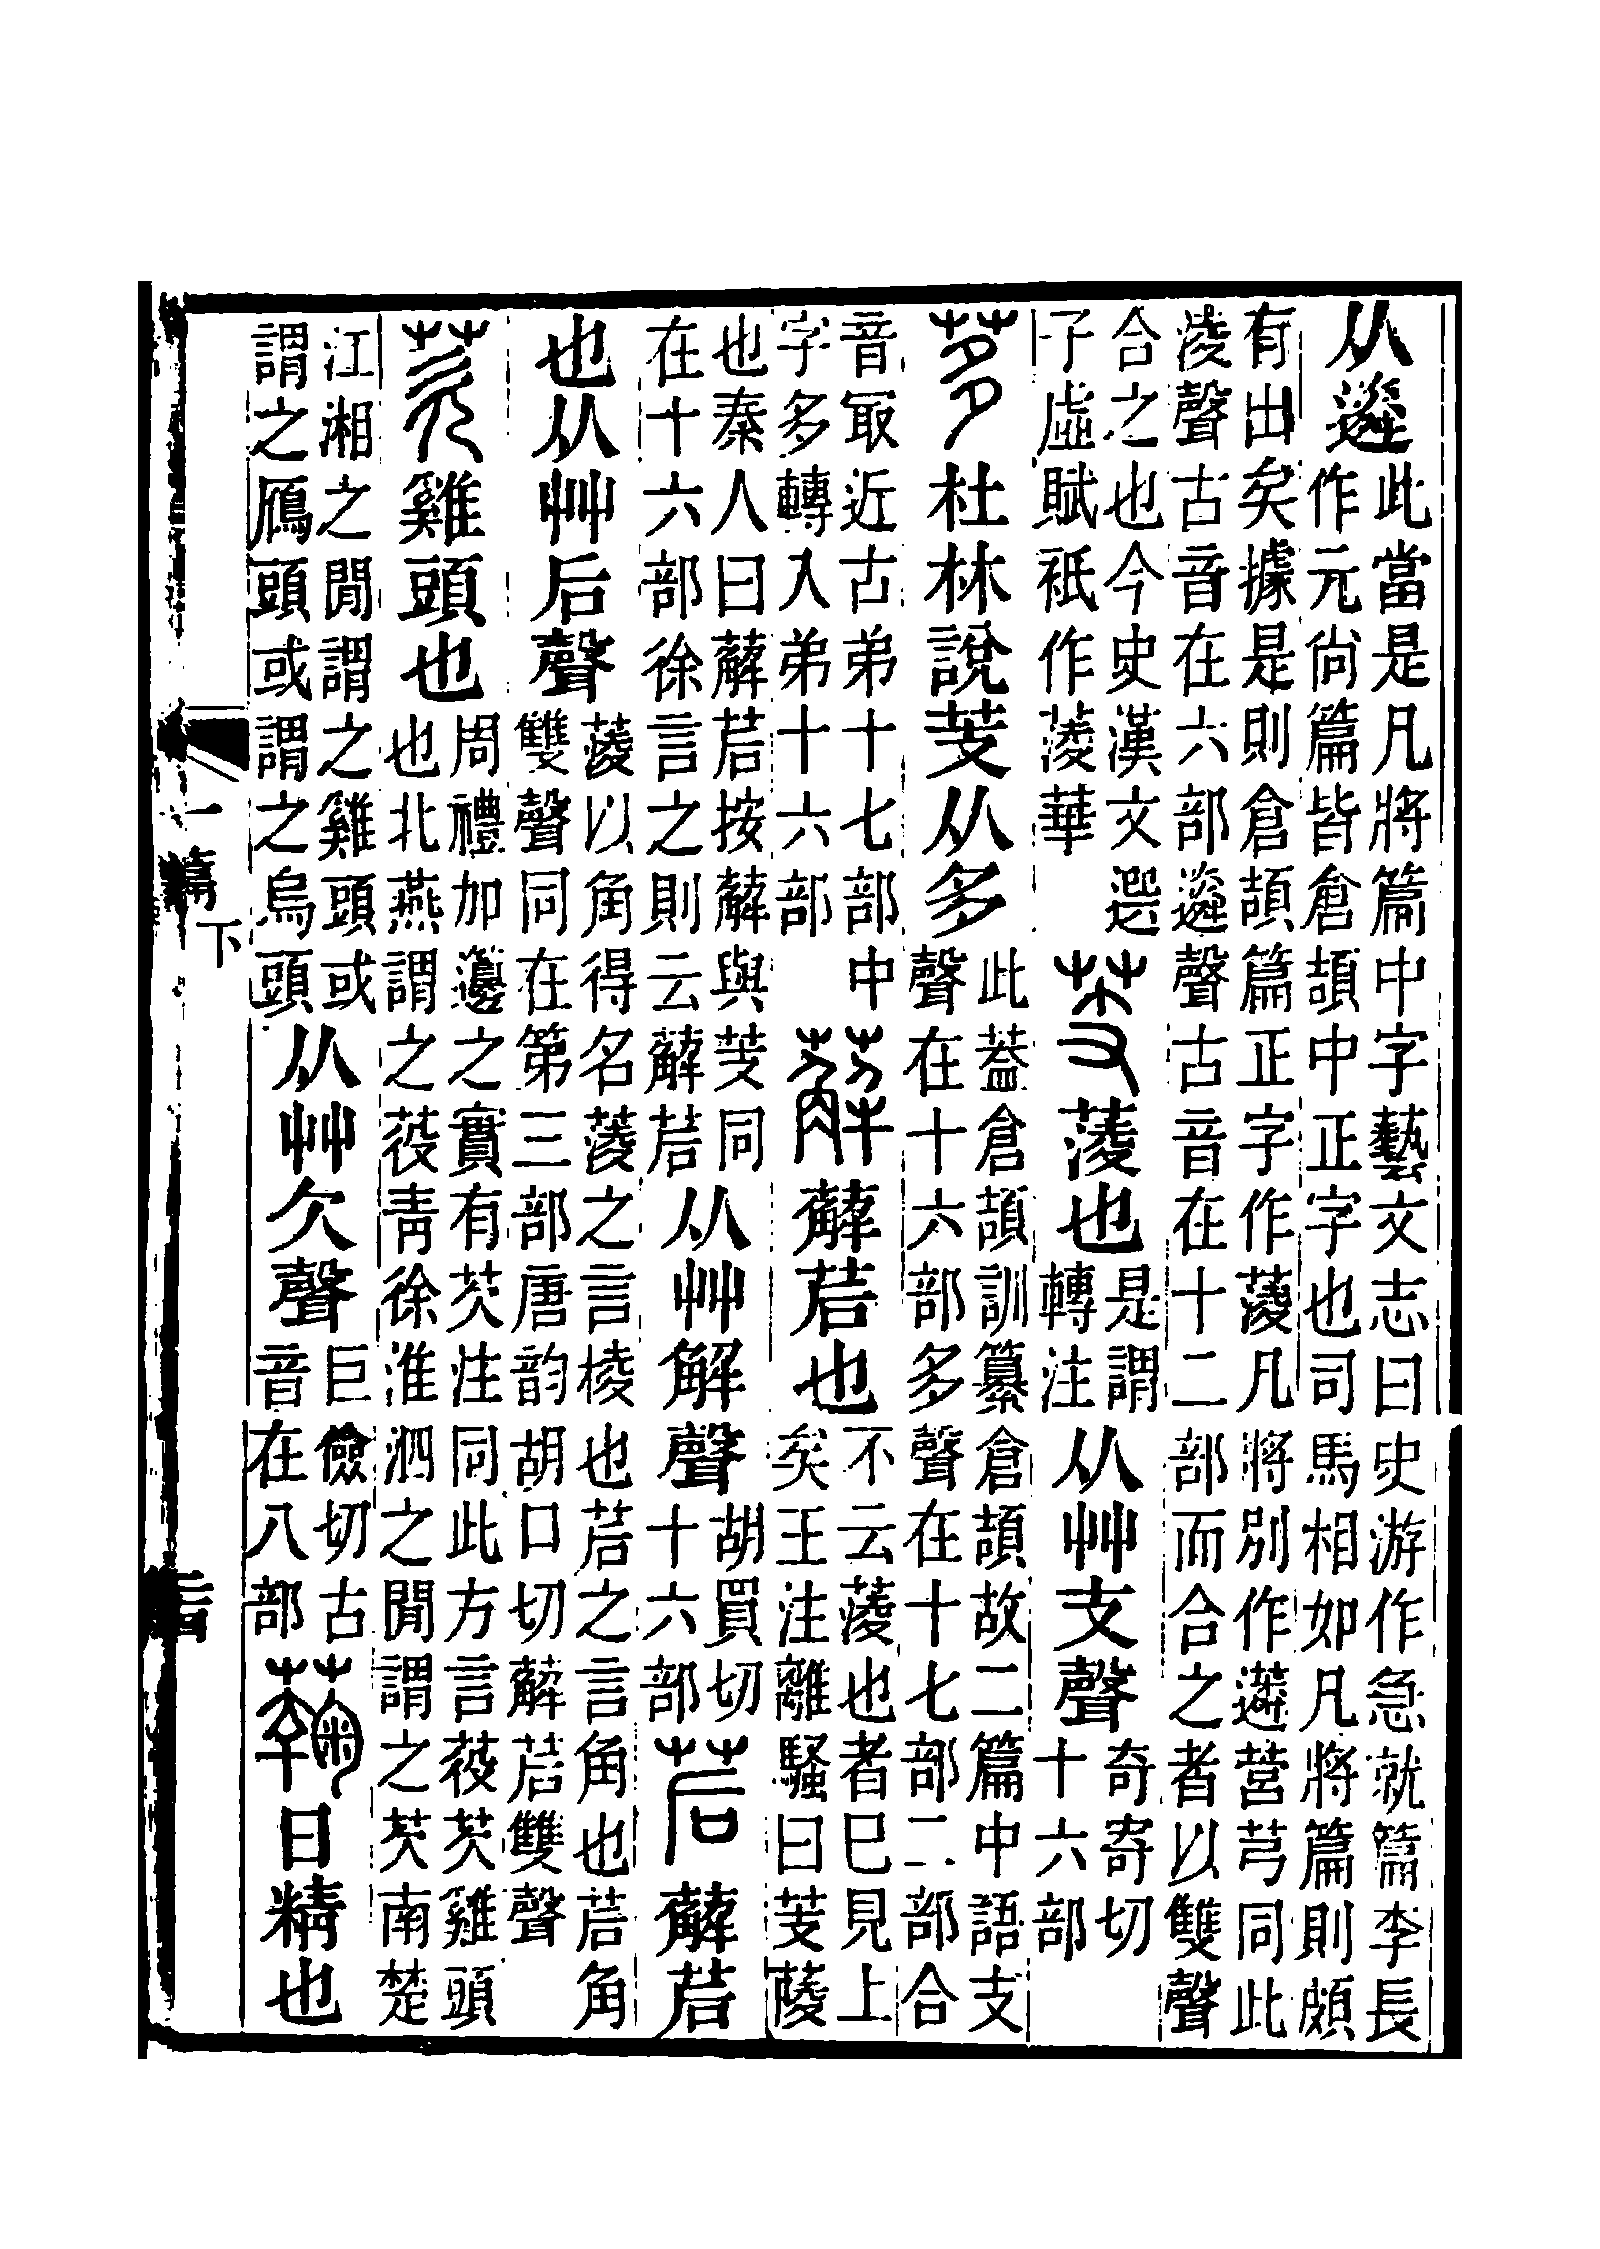 从遴
此當是凡將篇中字藝文志曰史游作急就篇李長
作元尙篇皆倉頡中正字也司馬相如凡將篇則頗
有出矣據是則倉頡篇正字作蔆凡將別作遴營芎同此
淩聲古音在六部遴聲古音在十二部而合之者以雙聲
合之也今史漢文選
子虛賦衹作蔆華
芰蔆也
是謂
轉注
从艸支聲
奇寄切
十六部
茤杜林說芰从多
此葢倉頡訓纂倉頡故二篇中語支
聲在十六部多聲在十七部二部合
音冣近古弟十七部中
字多轉入弟十六部
薢薢茩也
不云蔆也者巳見上
矣王注離騷曰芰蔆
也秦人曰薢茩按薢與芰同
在十六部徐言之則云薢茩
从艸解聲
胡買切
十六部
茩薢茩
也从艸后聲
蔆以角得名蔆之言棱也茩之言角也茩角
雙聲同在第三部唐韵胡口切薢茩雙聲
芡雞頭也
周禮加籩之實有芡注同此方言䓈芡雞頭
也北燕謂之䓈青徐淮泗之閒謂之芡南楚
江湘之閒謂之雞頭或
謂之鴈頭或謂之烏頭
从艸欠聲
巨儉切古
音在八部
蘜日精也
一篇下